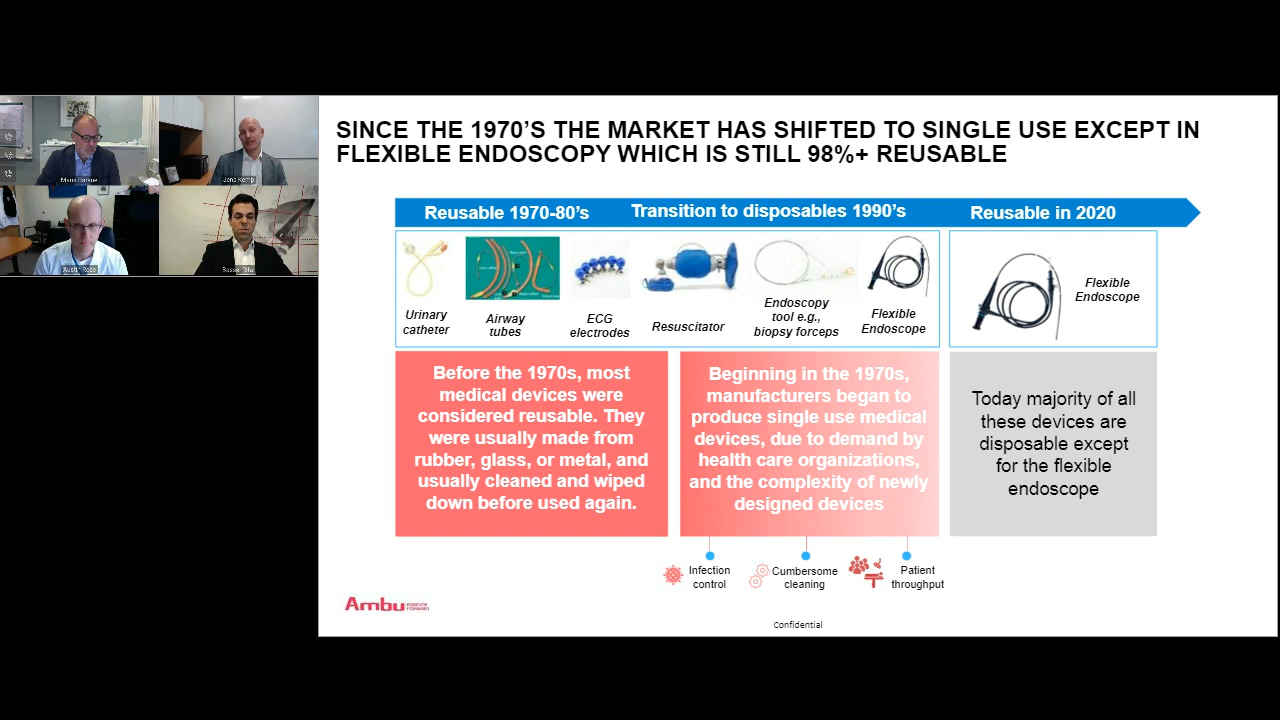 SINCE THE 1970'S THE MARKET HAS SHIFTED TO SINGLE USE EXCEPT IN
FLEXIBLE ENDOSCOPY WHICH IS STILL 98%+ REUSABLE
Jens Kemp
Austin Rose
Reusable 1970-80's
Transition to disposables 1990's
Reusable in 2020
Urinary
catheter
Airway
tubes
ECG
electrodes
Resuscitator
Endoscopy
tool e.g.,
biopsy forceps
Flexible
Endoscope
Flexible
Endoscope
Before the 1970s, most
medical devices were
considered reusable. They
were usually made from
rubber, glass, or metal, and
usually cleaned and wiped
down before used again.
Beginning in the 1970s,
manufacturers began to
produce single use medical
devices, due to demand by
health care organizations,
and the complexity of newly
designed devices
Today majority of all
these devices are
disposable except
for the flexible
endoscope
Infection
control
Cumbersome
cleaning
Patient
throughput
Ambu
FOREVER
FORWARD
Confidential